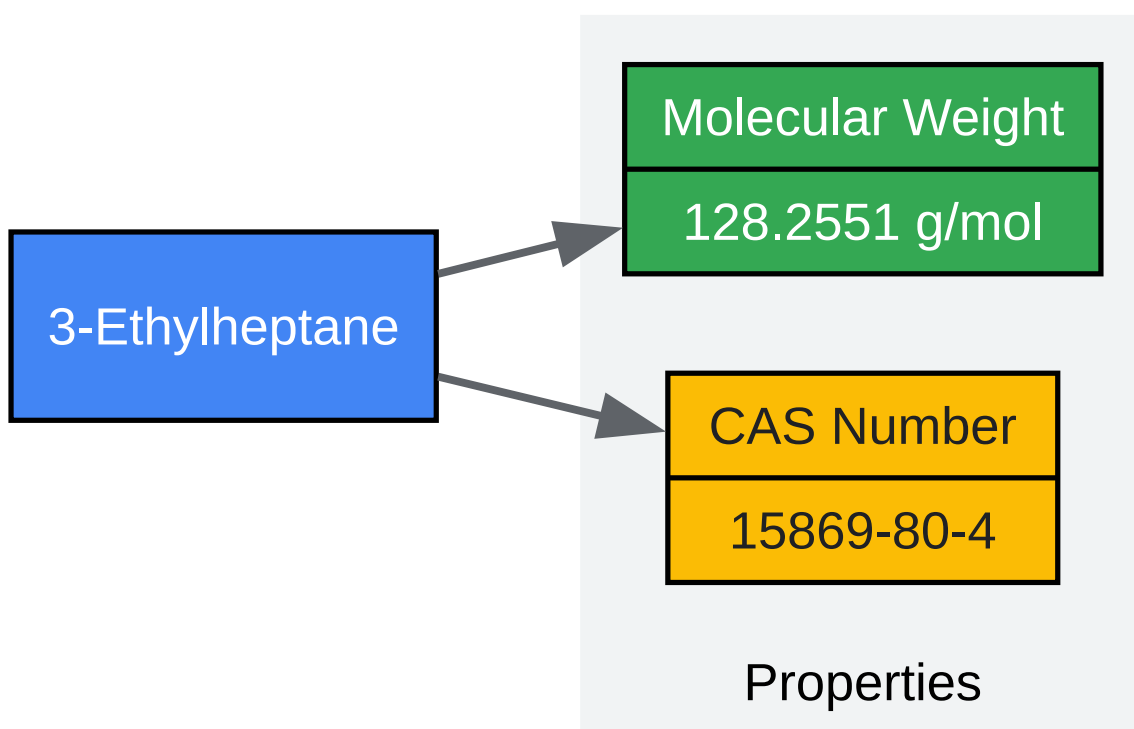 3-Ethylheptane
Molecular Weight
128.2551 g/mol
CAS Number
15869-80-4
Properties